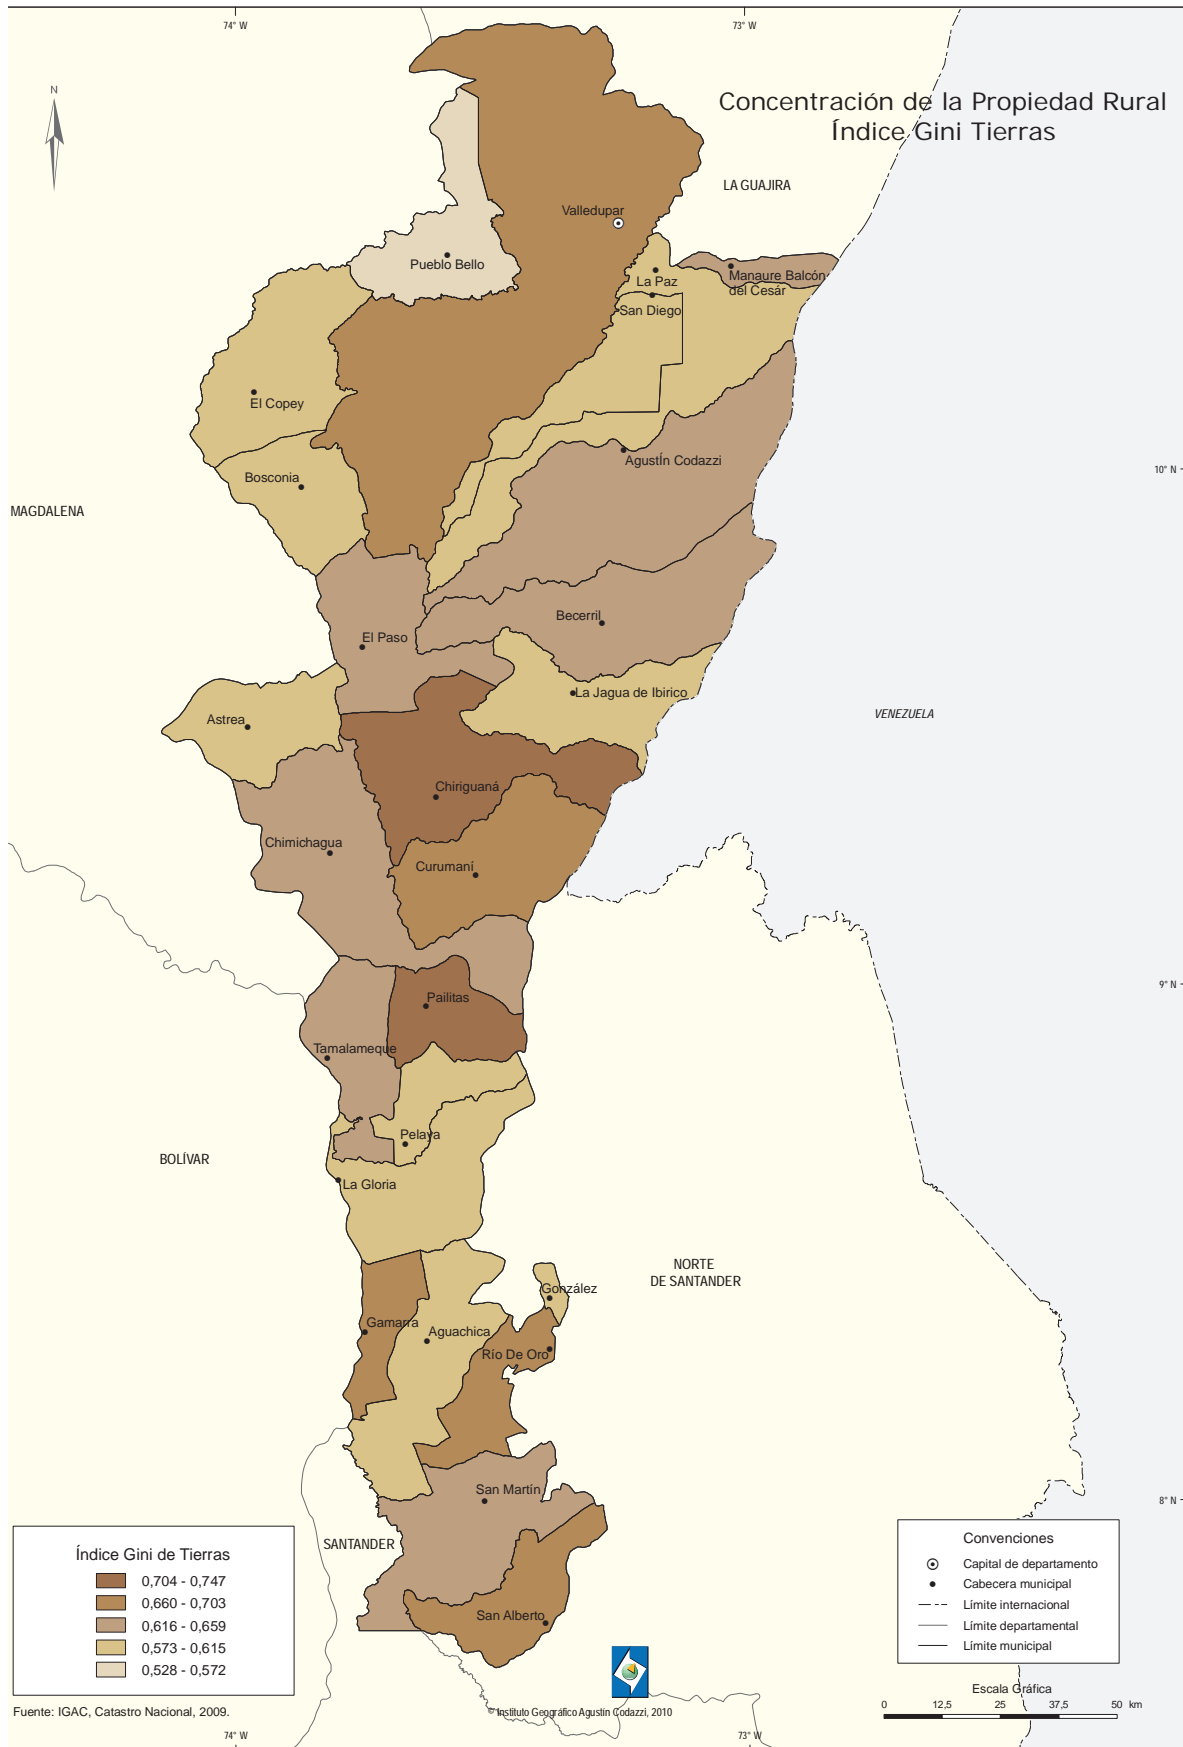 74° W
73° W
N
Concentración de la Propiedad Rural
Índice Gini Tierras
LA GUAJIRA
Valledupar
Pueblo Bello
La Paz
Manaure Balcón
del Cesár
San Diego
El Copey
AgustÍn Codazzi
10° N
Bosconia
MAGDALENA
Becerril
El Paso
La Jagua de Ibirico
Astrea
VENEZUELA
Chiriguaná
Chimichagua
Curumaní
9° N
Pailitas
Tamalameque
Pelaya
BOLÍVAR
La Gloria
NORTE
DE SANTANDER
González
Gamarra
Aguachica
Río De Oro
San Martín
8° N
SANTANDER
San Alberto
Índice Gini de Tierras
0,704 - 0,747
0,660 - 0,703
0,616 - 0,659
0,573 - 0,615
0,528 - 0,572
Convenciones
Capital de departamento
Cabecera municipal
Límite internacional
Límite departamental
Límite municipal
Escala Gráfica
0 12,5 25 37,5 50 km
Fuente: IGAC, Catastro Nacional, 2009.
© Instituto Geográfico Agustín Codazzi, 2010
74° W
73° W